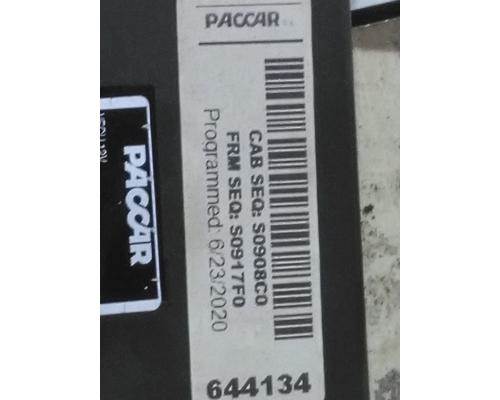 PACCAR
CAB SEQ: S0908C0
FRM SEQ: S0917F0
Programmed: 6/23/2020
644134
PACCAR